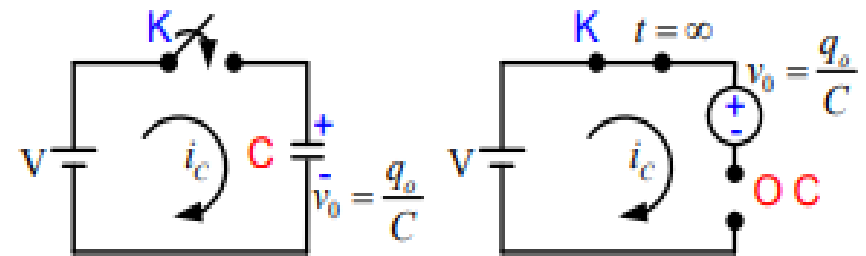 K
V
i_C
C
+
-
v_0 = q_o/C
K
t = ∞
V
i_C
+
-
v_0 = q_o/C
O C